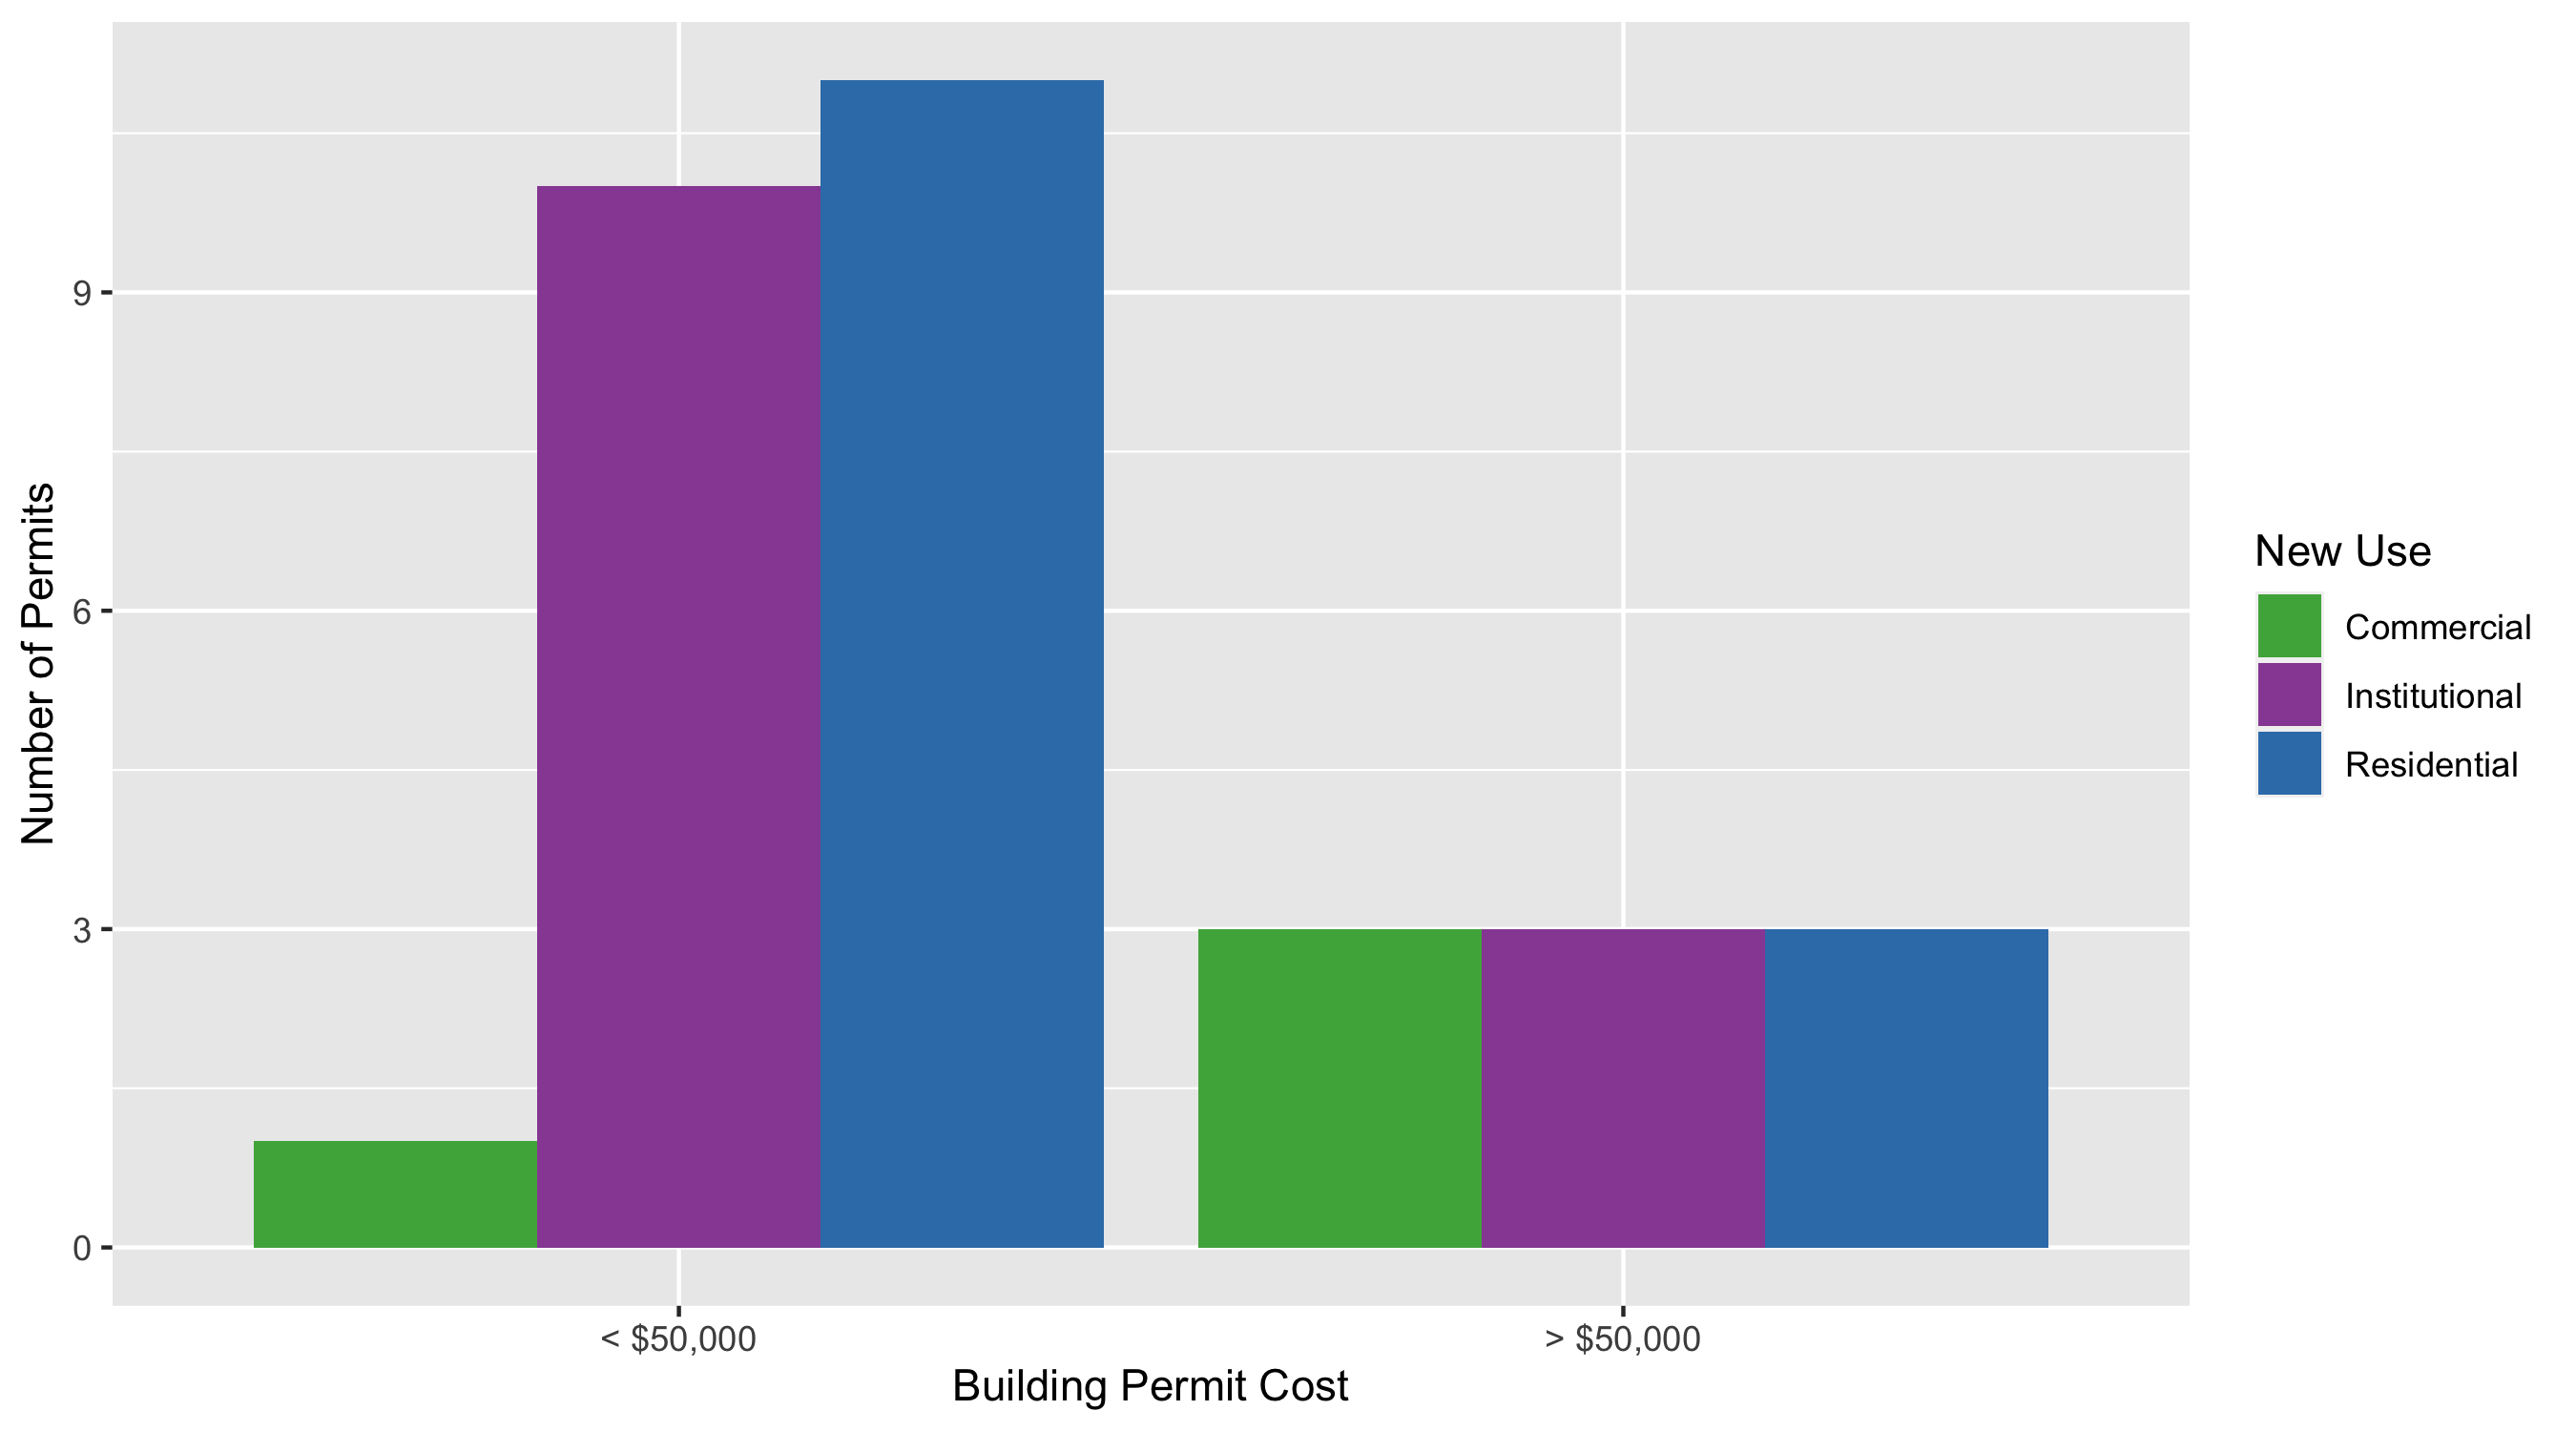 Number of Permits
9
6
3
0
< $50,000
> $50,000
Building Permit Cost
New Use
Commercial
Institutional
Residential